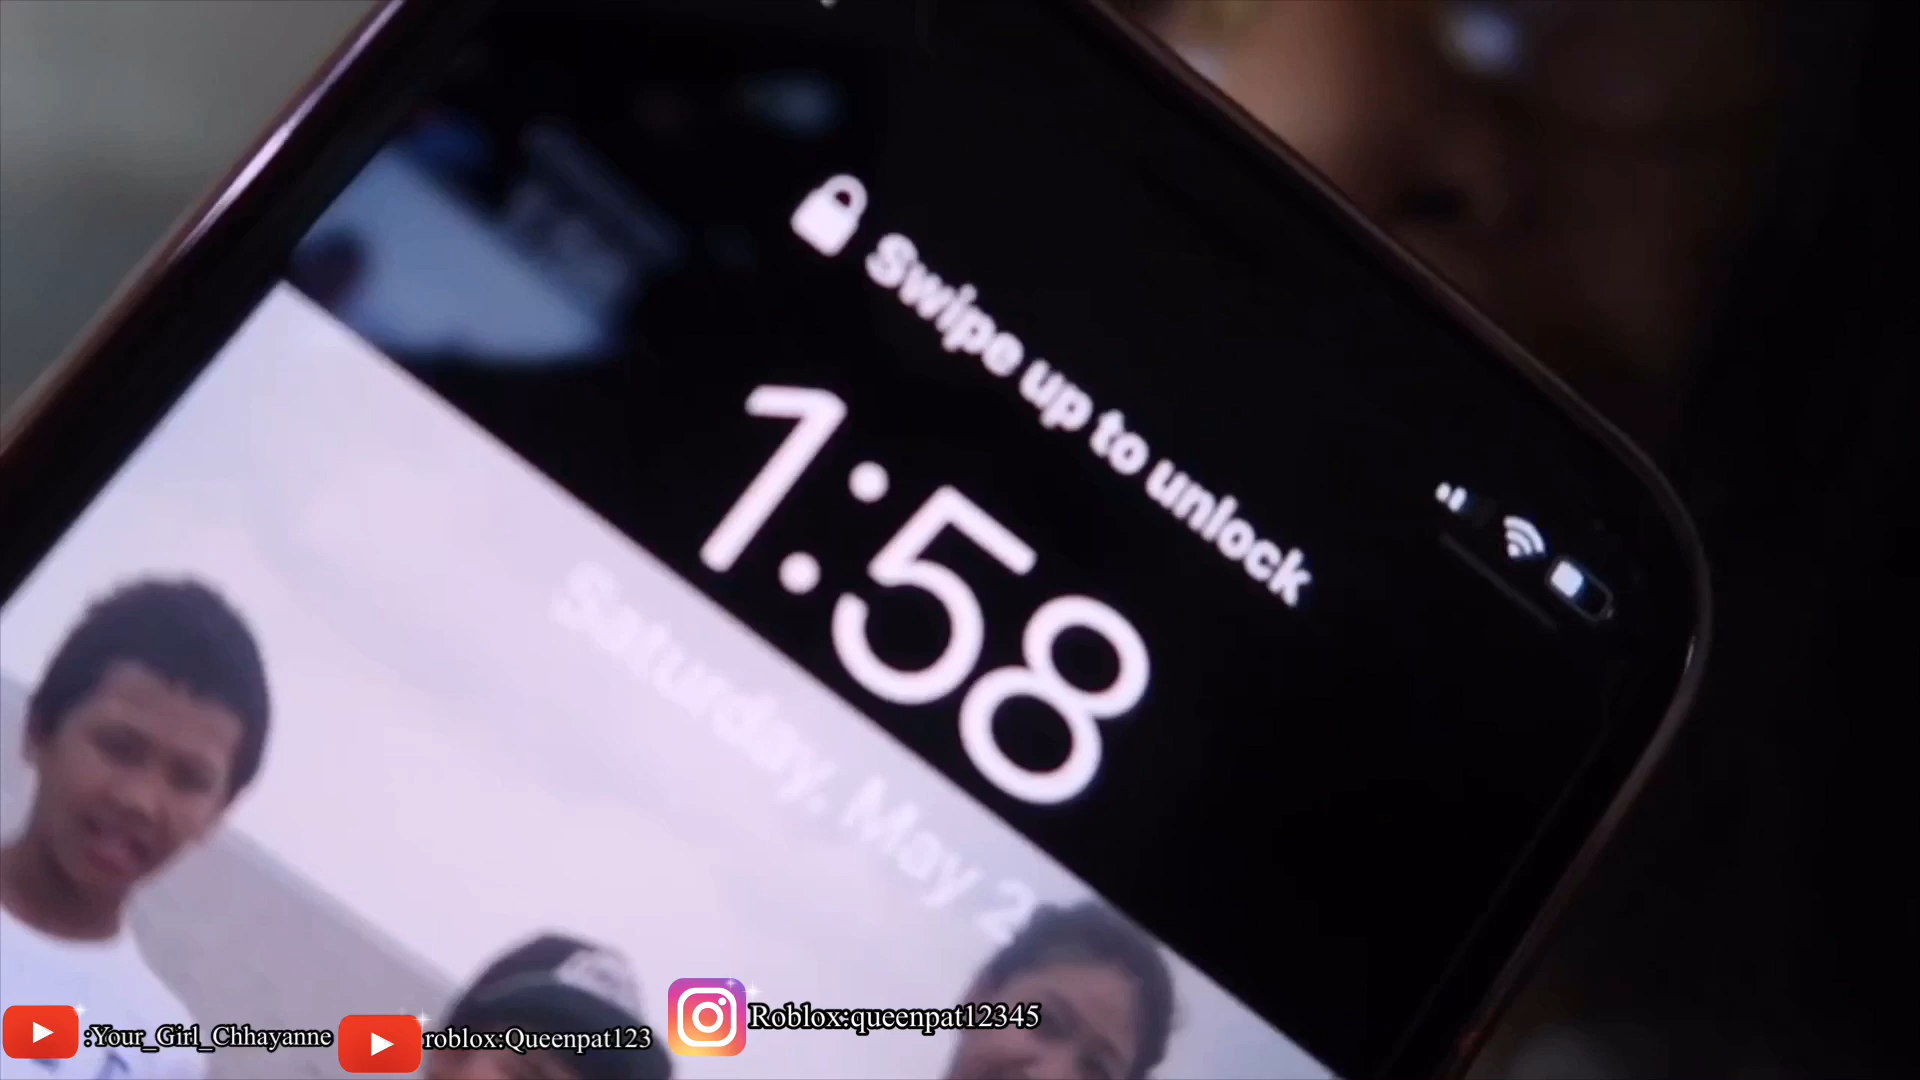 Swipe up to unlock
1:58
Saturday, May 2
:Your_Girl_Chhayanne
roblox:Queenpat123
Roblox:queenpat12345